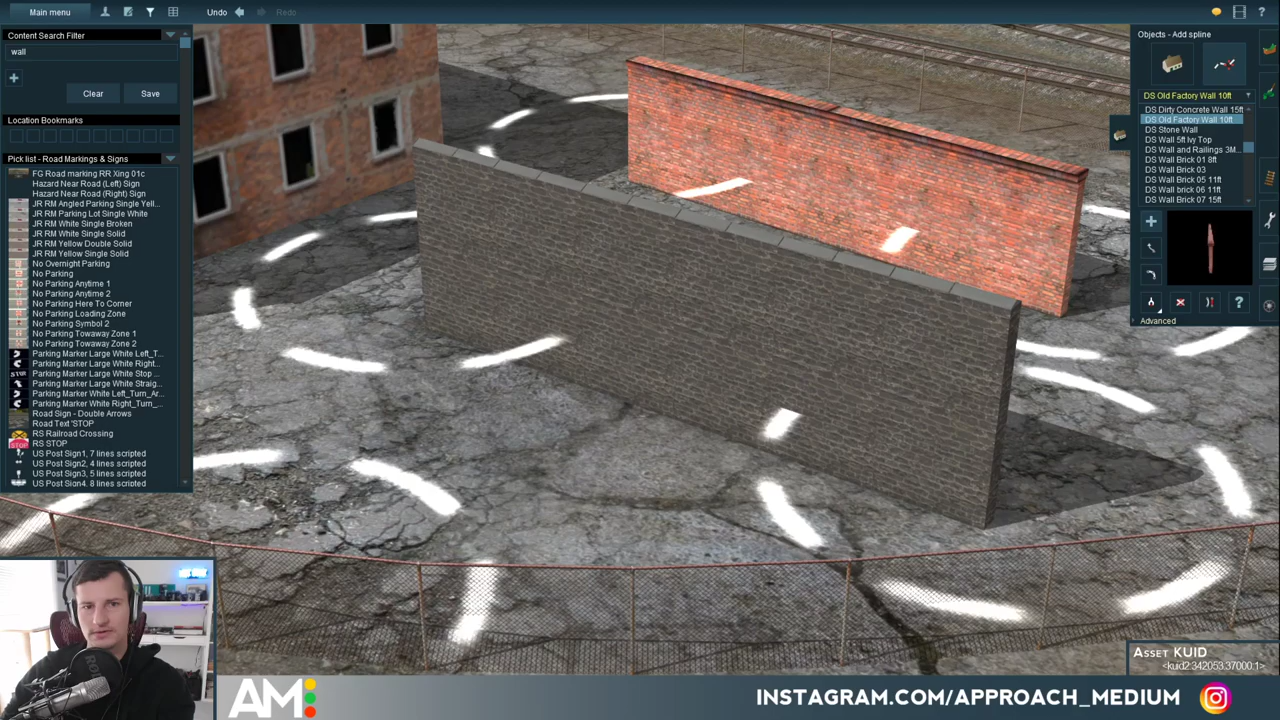 Main menu
Undo
Redo
Content Search Filter
wall
Clear
Save
Location Bookmarks
Pick list - Road Markings & Signs
FG Road marking RR Xing 01c
Hazard Near Road (Left) Sign
Hazard Near Road (Right) Sign
JR RM Angled Parking Single Yell...
JR RM Parking Lot Single White
JR RM White Single Broken
JR RM White Single Solid
JR RM Yellow Double Solid
JR RM Yellow Single Solid
No Overnight Parking
No Parking
No Parking Anytime 1
No Parking Anytime 2
No Parking Here To Corner
No Parking Loading Zone
No Parking Symbol 2
No Parking Towaway Zone 1
No Parking Towaway Zone 2
Parking Marker Large White Left_T...
Parking Marker Large White Right...
Parking Marker Large White Stop ...
Parking Marker Large White Straig...
Parking Marker White Left_Turn_Ar...
Parking Marker White Right_Turn_...
Road Sign - Double Arrows
Road Text 'STOP'
RS Railroad Crossing
RS STOP
US Post Sign1, 7 lines scripted
US Post Sign2, 4 lines scripted
US Post Sign3, 5 lines scripted
US Post Sign4, 8 lines scripted
Objects - Add spline
DS Old Factory Wall 10ft
DS Dirty Concrete Wall 15ft
DS Old Factory Wall 10ft
DS Stone Wall
DS Wall 5ft Ivy Top
DS Wall and Railings 3M...
DS Wall Brick 01 8ft
DS Wall Brick 03
DS Wall Brick 05 11ft
DS Wall brick 06 11ft
DS Wall Brick 07 15ft
Advanced
ASSET KUID
<kuid2:342053:37000:1>
AM
INSTAGRAM.COM/APPROACH_MEDIUM